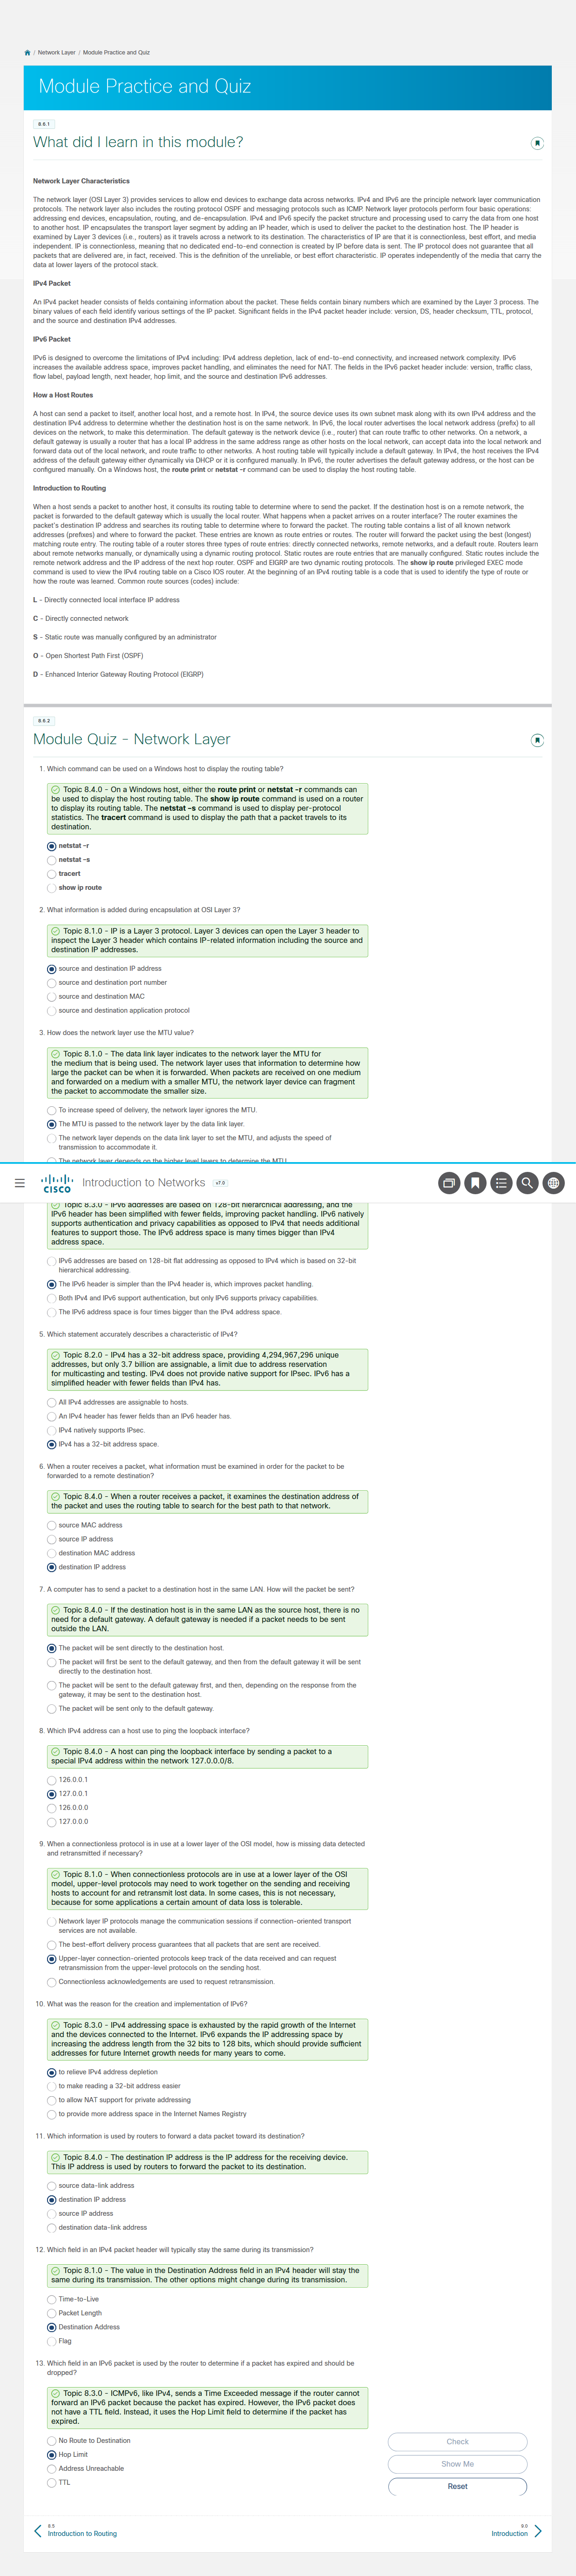 / Network Layer / Module Practice and Quiz
Module Practice and Quiz
8.6.1
What did I learn in this module?
Network Layer Characteristics
The network layer (OSI Layer 3) provides services to allow end devices to exchange data across networks. IPv4 and IPv6 are the principle network layer communication
protocols. The network layer also includes the routing protocol OSPF and messaging protocols such as ICMP. Network layer protocols perform four basic operations:
addressing end devices, encapsulation, routing, and de-encapsulation. IPv4 and IPv6 specify the packet structure and processing used to carry the data from one host
to another host. IP encapsulates the transport layer segment by adding an IP header, which is used to deliver the packet to the destination host. The IP header is
examined by Layer 3 devices (i.e., routers) as it travels across a network to its destination. The characteristics of IP are that it is connectionless, best effort, and media
independent. IP is connectionless, meaning that no dedicated end-to-end connection is created by IP before data is sent. The IP protocol does not guarantee that all
packets that are delivered are, in fact, received. This is the definition of the unreliable, or best effort characteristic. IP operates independently of the media that carry the
data at lower layers of the protocol stack.
IPv4 Packet
An IPv4 packet header consists of fields containing information about the packet. These fields contain binary numbers which are examined by the Layer 3 process. The
binary values of each field identify various settings of the IP packet. Significant fields in the IPv4 packet header include: version, DS, header checksum, TTL, protocol,
and the source and destination IPv4 addresses.
IPv6 Packet
IPv6 is designed to overcome the limitations of IPv4 including: IPv4 address depletion, lack of end-to-end connectivity, and increased network complexity. IPv6
increases the available address space, improves packet handling, and eliminates the need for NAT. The fields in the IPv6 packet header include: version, traffic class,
flow label, payload length, next header, hop limit, and the source and destination IPv6 addresses.
How a Host Routes
A host can send a packet to itself, another local host, and a remote host. In IPv4, the source device uses its own subnet mask along with its own IPv4 address and the
destination IPv4 address to determine whether the destination host is on the same network. In IPv6, the local router advertises the local network address (prefix) to all
devices on the network, to make this determination. The default gateway is the network device (i.e., router) that can route traffic to other networks. On a network, a
default gateway is usually a router that has a local IP address in the same address range as other hosts on the local network, can accept data into the local network and
forward data out of the local network, and route traffic to other networks. A host routing table will typically include a default gateway. In IPv4, the host receives the IPv4
address of the default gateway either dynamically via DHCP or it is configured manually. In IPv6, the router advertises the default gateway address, or the host can be
configured manually. On a Windows host, the route print or netstat -r command can be used to display the host routing table.
Introduction to Routing
When a host sends a packet to another host, it consults its routing table to determine where to send the packet. If the destination host is on a remote network, the
packet is forwarded to the default gateway which is usually the local router. What happens when a packet arrives on a router interface? The router examines the
packet's destination IP address and searches its routing table to determine where to forward the packet. The routing table contains a list of all known network
addresses (prefixes) and where to forward the packet. These entries are known as route entries or routes. The router will forward the packet using the best (longest)
matching route entry. The routing table of a router stores three types of route entries: directly connected networks, remote networks, and a default route. Routers learn
about remote networks manually, or dynamically using a dynamic routing protocol. Static routes are route entries that are manually configured. Static routes include the
remote network address and the IP address of the next hop router. OSPF and EIGRP are two dynamic routing protocols. The show ip route privileged EXEC mode
command is used to view the IPv4 routing table on a Cisco IOS router. At the beginning of an IPv4 routing table is a code that is used to identify the type of route or
how the route was learned. Common route sources (codes) include:
L - Directly connected local interface IP address
C - Directly connected network
S - Static route was manually configured by an administrator
O - Open Shortest Path First (OSPF)
D - Enhanced Interior Gateway Routing Protocol (EIGRP)
8.6.2
Module Quiz - Network Layer
1. Which command can be used on a Windows host to display the routing table?
Topic 8.4.0 - On a Windows host, either the route print or netstat -r commands can
be used to display the host routing table. The show ip route command is used on a router
to display its routing table. The netstat -s command is used to display per-protocol
statistics. The tracert command is used to display the path that a packet travels to its
destination.
netstat -r
netstat -s
tracert
show ip route
2. What information is added during encapsulation at OSI Layer 3?
Topic 8.1.0 - IP is a Layer 3 protocol. Layer 3 devices can open the Layer 3 header to
inspect the Layer 3 header which contains IP-related information including the source and
destination IP addresses.
source and destination IP address
source and destination port number
source and destination MAC
source and destination application protocol
3. How does the network layer use the MTU value?
Topic 8.1.0 - The data link layer indicates to the network layer the MTU for
the medium that is being used. The network layer uses that information to determine how
large the packet can be when it is forwarded. When packets are received on one medium
and forwarded on a medium with a smaller MTU, the network layer device can fragment
the packet to accommodate the smaller size.
To increase speed of delivery, the network layer ignores the MTU.
The MTU is passed to the network layer by the data link layer.
The network layer depends on the data link layer to set the MTU, and adjusts the speed of
transmission to accommodate it.
The network layer depends on the higher level layers to determine the MTU.
CISCO
Introduction to Networks v7.0
Topic 8.3.0 - IPv6 addresses are based on 128-bit hierarchical addressing, and the
IPv6 header has been simplified with fewer fields, improving packet handling. IPv6 natively
supports authentication and privacy capabilities as opposed to IPv4 that needs additional
features to support those. The IPv6 address space is many times bigger than IPv4
address space.
IPv6 addresses are based on 128-bit flat addressing as opposed to IPv4 which is based on 32-bit
hierarchical addressing.
The IPv6 header is simpler than the IPv4 header is, which improves packet handling.
Both IPv4 and IPv6 support authentication, but only IPv6 supports privacy capabilities.
The IPv6 address space is four times bigger than the IPv4 address space.
5. Which statement accurately describes a characteristic of IPv4?
Topic 8.2.0 - IPv4 has a 32-bit address space, providing 4,294,967,296 unique
addresses, but only 3.7 billion are assignable, a limit due to address reservation
for multicasting and testing. IPv4 does not provide native support for IPsec. IPv6 has a
simplified header with fewer fields than IPv4 has.
All IPv4 addresses are assignable to hosts.
An IPv4 header has fewer fields than an IPv6 header has.
IPv4 natively supports IPsec.
IPv4 has a 32-bit address space.
6. When a router receives a packet, what information must be examined in order for the packet to be
forwarded to a remote destination?
Topic 8.4.0 - When a router receives a packet, it examines the destination address of
the packet and uses the routing table to search for the best path to that network.
source MAC address
source IP address
destination MAC address
destination IP address
7. A computer has to send a packet to a destination host in the same LAN. How will the packet be sent?
Topic 8.4.0 - If the destination host is in the same LAN as the source host, there is no
need for a default gateway. A default gateway is needed if a packet needs to be sent
outside the LAN.
The packet will be sent directly to the destination host.
The packet will first be sent to the default gateway, and then from the default gateway it will be sent
directly to the destination host.
The packet will be sent to the default gateway first, and then, depending on the response from the
gateway, it may be sent to the destination host.
The packet will be sent only to the default gateway.
8. Which IPv4 address can a host use to ping the loopback interface?
Topic 8.4.0 - A host can ping the loopback interface by sending a packet to a
special IPv4 address within the network 127.0.0.0/8.
126.0.0.1
127.0.0.1
126.0.0.0
127.0.0.0
9. When a connectionless protocol is in use at a lower layer of the OSI model, how is missing data detected
and retransmitted if necessary?
Topic 8.1.0 - When connectionless protocols are in use at a lower layer of the OSI
model, upper-level protocols may need to work together on the sending and receiving
hosts to account for and retransmit lost data. In some cases, this is not necessary,
because for some applications a certain amount of data loss is tolerable.
Network layer IP protocols manage the communication sessions if connection-oriented transport
services are not available.
The best-effort delivery process guarantees that all packets that are sent are received.
Upper-layer connection-oriented protocols keep track of the data received and can request
retransmission from the upper-level protocols on the sending host.
Connectionless acknowledgements are used to request retransmission.
10. What was the reason for the creation and implementation of IPv6?
Topic 8.3.0 - IPv4 addressing space is exhausted by the rapid growth of the Internet
and the devices connected to the Internet. IPv6 expands the IP addressing space by
increasing the address length from the 32 bits to 128 bits, which should provide sufficient
addresses for future Internet growth needs for many years to come.
to relieve IPv4 address depletion
to make reading a 32-bit address easier
to allow NAT support for private addressing
to provide more address space in the Internet Names Registry
11. Which information is used by routers to forward a data packet toward its destination?
Topic 8.4.0 - The destination IP address is the IP address for the receiving device.
This IP address is used by routers to forward the packet to its destination.
source data-link address
destination IP address
source IP address
destination data-link address
12. Which field in an IPv4 packet header will typically stay the same during its transmission?
Topic 8.1.0 - The value in the Destination Address field in an IPv4 header will stay the
same during its transmission. The other options might change during its transmission.
Time-to-Live
Packet Length
Destination Address
Flag
13. Which field in an IPv6 packet is used by the router to determine if a packet has expired and should be
dropped?
Topic 8.3.0 - ICMPv6, like IPv4, sends a Time Exceeded message if the router cannot
forward an IPv6 packet because the packet has expired. However, the IPv6 packet does
not have a TTL field. Instead, it uses the Hop Limit field to determine if the packet has
expired.
No Route to Destination
Hop Limit
Address Unreachable
TTL
Check
Show Me
Reset
8.5
Introduction to Routing
9.0
Introduction